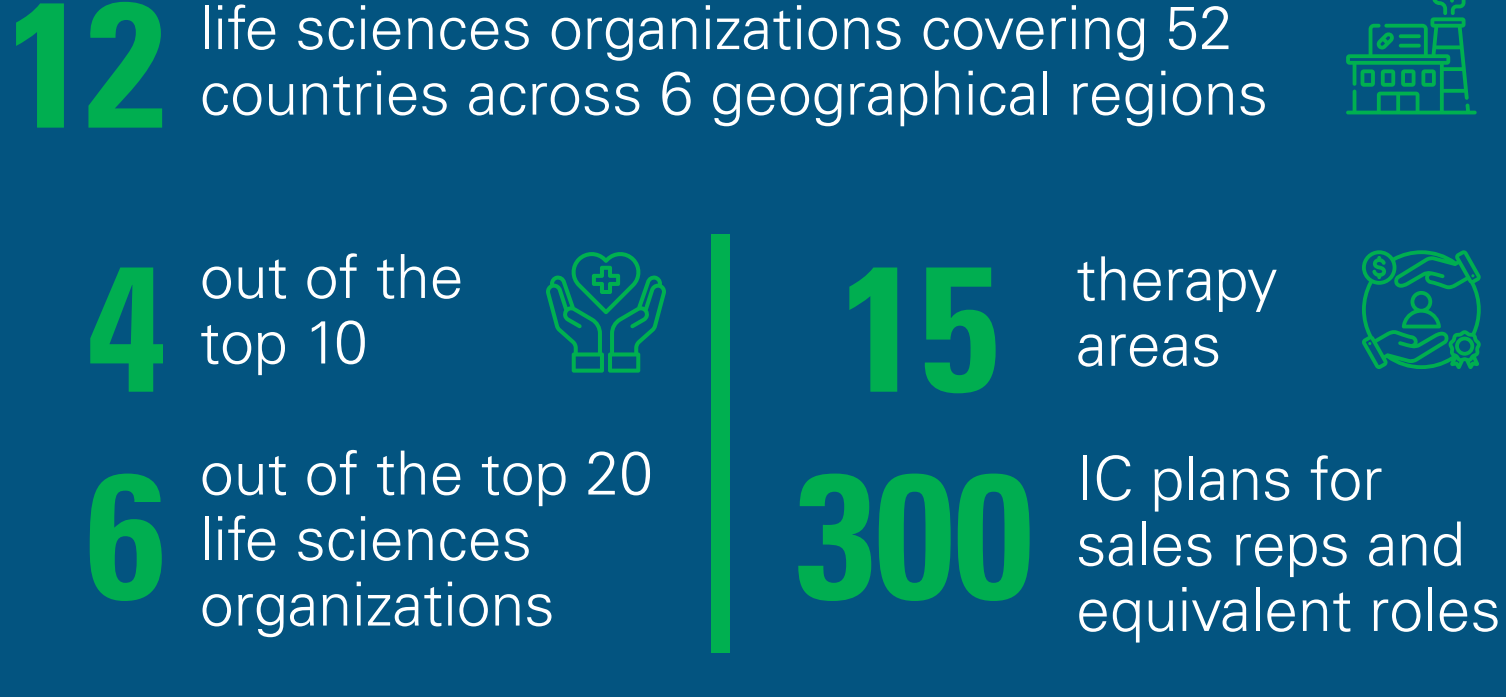 12
life sciences organizations covering 52
countries across 6 geographical regions
4
out of the
top 10
6
out of the top 20
life sciences
organizations
15
therapy
areas
$
300
IC plans for
sales reps and
equivalent roles